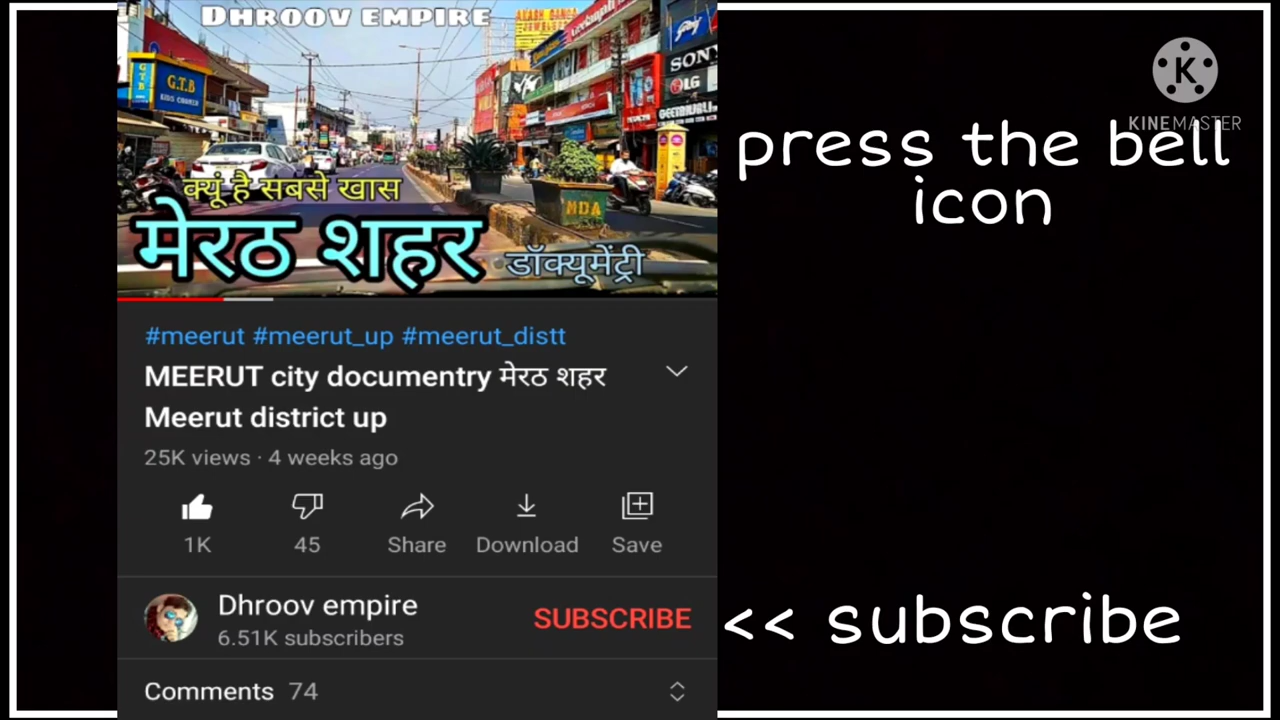 DHROOV EMPIRE
G.T.B
G.T.B
KIDS CORNER
SONY
LG
MDA
क्यूं है सबसे खास
मेरठ शहर
डॉक्यूमेंट्री
#meerut #meerut_up #meerut_distt
MEERUT city documentry मेरठ शहर
Meerut district up
25K views · 4 weeks ago
1K
45
Share
Download
Save
Dhroov empire
6.51K subscribers
SUBSCRIBE
Comments 74
K
KINEMASTER
press the bell
icon
<< subscribe